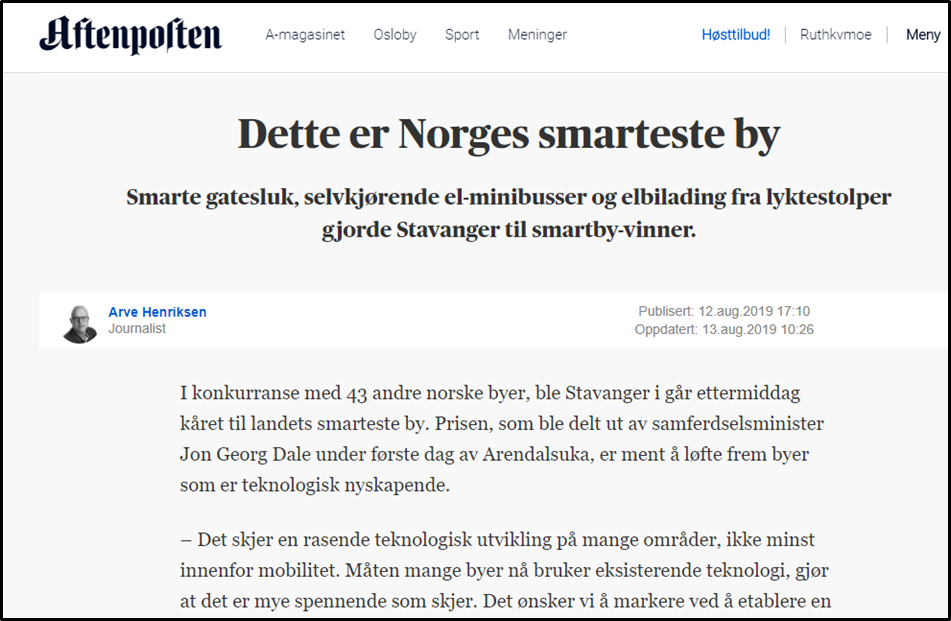 Aftenposten
A-magasinet Osloby Sport Meninger Høsttilbud! Ruthkvmoe Meny
Dette er Norges smarteste by
Smarte gatesluk, selvkjørende el-minibusser og elbilading fra lyktestolper
gjorde Stavanger til smartby-vinner.
Arve Henriksen
Journalist
Publisert: 12.aug.2019 17:10
Oppdatert: 13.aug.2019 10:26
I konkurranse med 43 andre norske byer, ble Stavanger i går ettermiddag
kåret til landets smarteste by. Prisen, som ble delt ut av samferdselsminister
Jon Georg Dale under første dag av Arendalsuka, er ment å løfte frem byer
som er teknologisk nyskapende.
– Det skjer en rasende teknologisk utvikling på mange områder, ikke minst
innenfor mobilitet. Måten mange byer nå bruker eksisterende teknologi, gjør
at det er mye spennende som skjer. Det ønsker vi å markere ved å etablere en